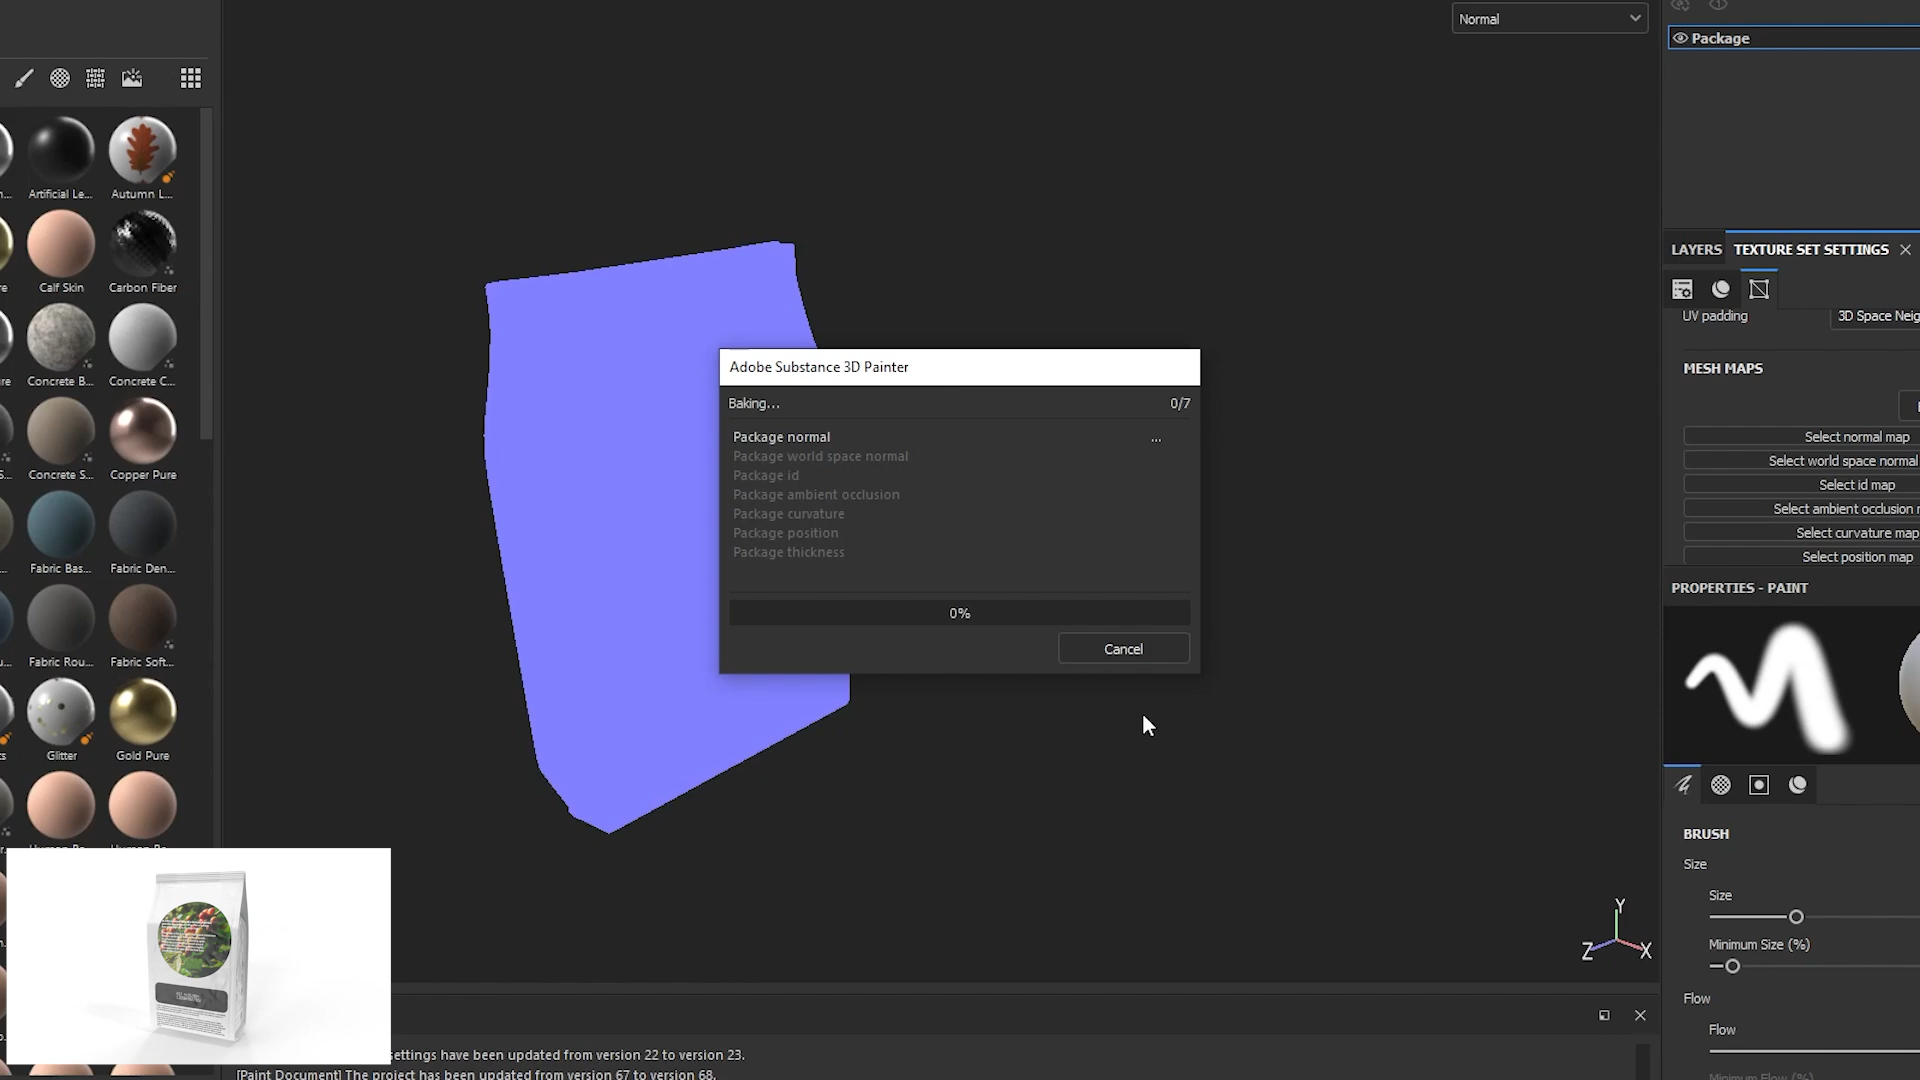 Normal
Package
Artificial Le...
Autumn L...
Calf Skin
Carbon Fiber
Concrete B...
Concrete C...
Concrete S...
Copper Pure
Fabric Bas...
Fabric Den...
Fabric Rou...
Fabric Soft...
Glitter
Gold Pure
Adobe Substance 3D Painter
Baking...
0/7
Package normal
...
Package world space normal
Package id
Package ambient occlusion
Package curvature
Package position
Package thickness
0%
Cancel
LAYERS
TEXTURE SET SETTINGS
UV padding
3D Space Neig
MESH MAPS
Select normal map
Select world space normal
Select id map
Select ambient occlusion
Select curvature map
Select position map
PROPERTIES - PAINT
BRUSH
Size
Size
Minimum Size (%)
Flow
Flow
Minimum Flow (%)
Y
Z
X
ettings have been updated from version 22 to version 23.
[Paint Document] The project has been updated from version 67 to version 68.